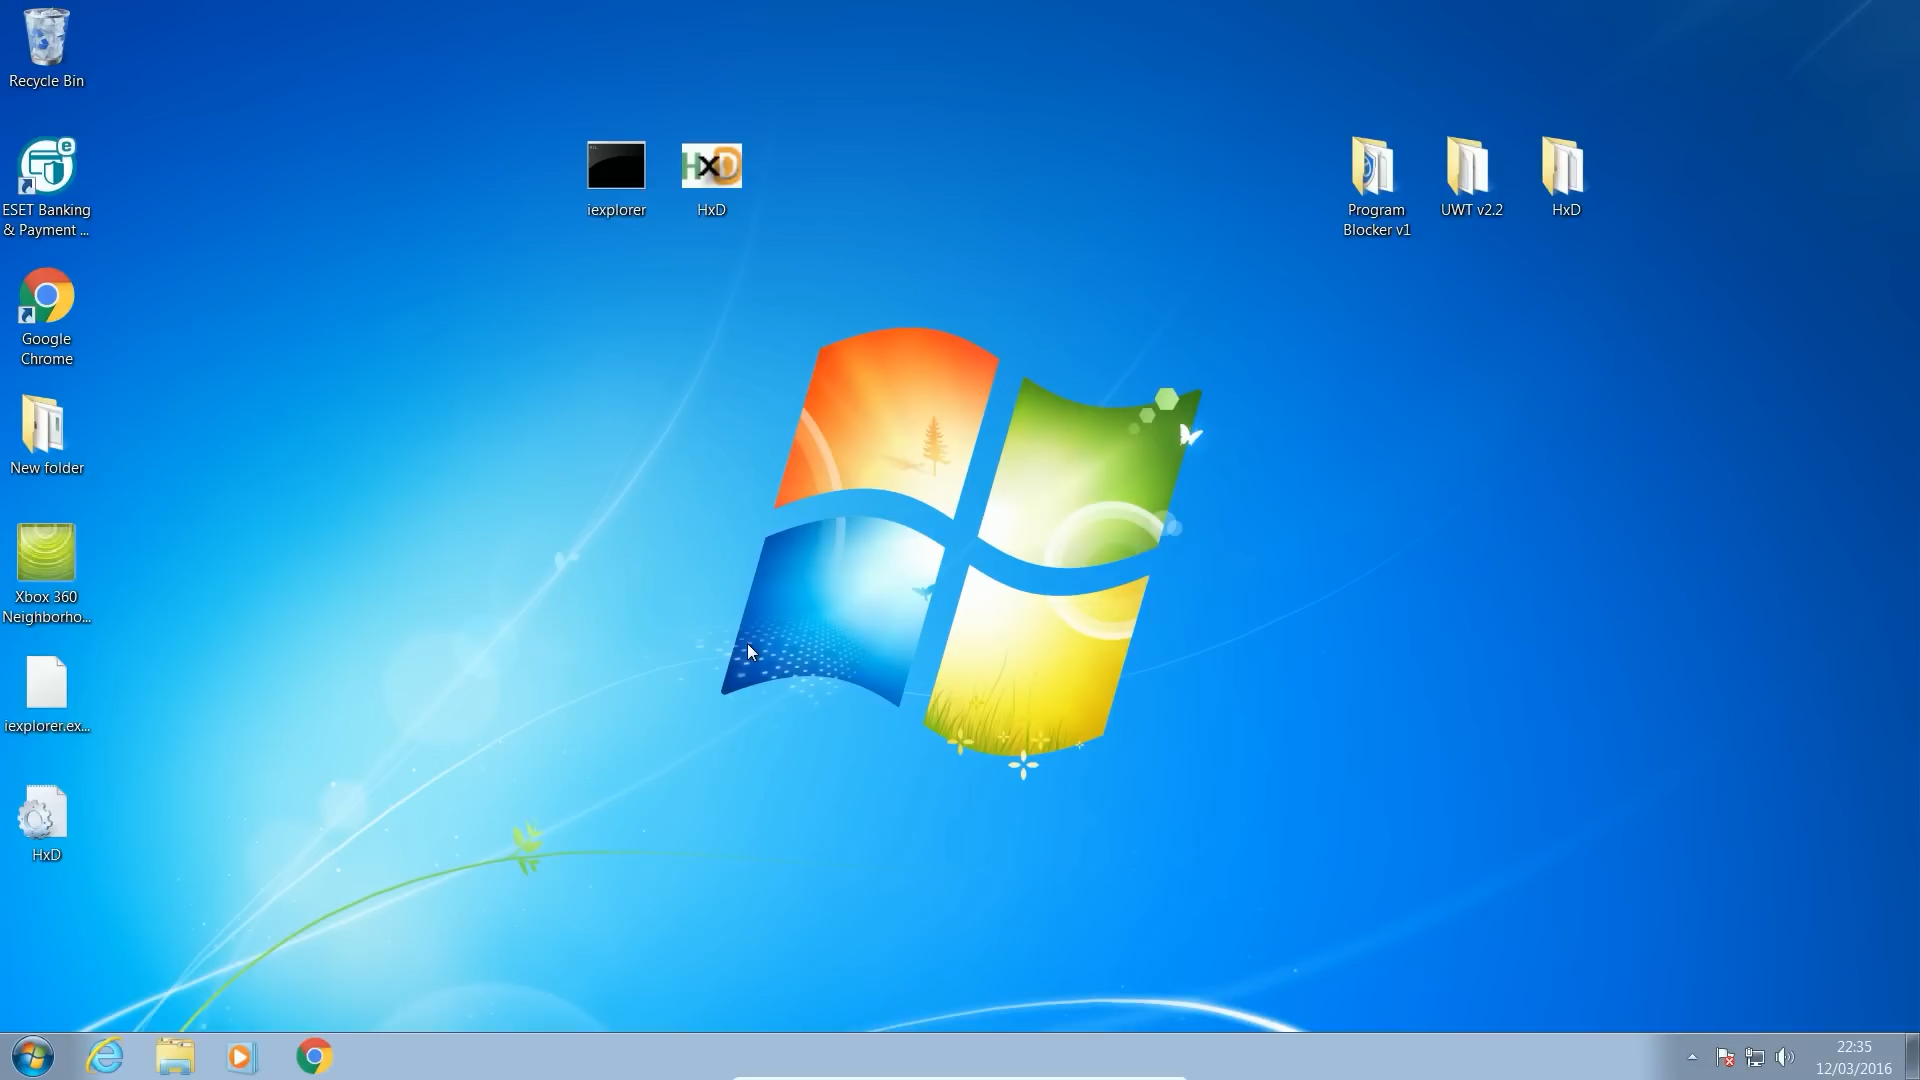 Recycle Bin
ESET Banking
& Payment ...
Google
Chrome
New folder
Xbox 360
Neighborho...
iexplorer.ex...
HxD
iexplorer
HxD
HxD
Program
Blocker v1
UWT v2.2
HxD
22:35
12/03/2016